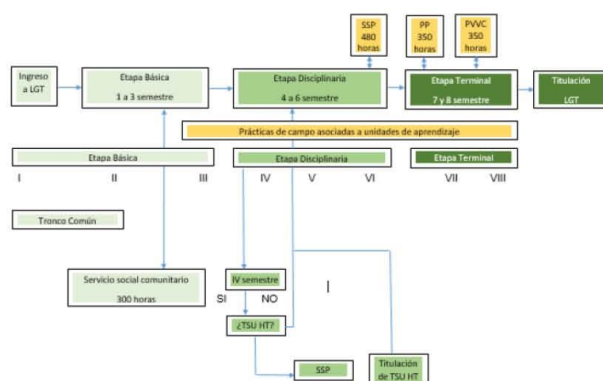 SSP
480
horas
PP
350
horas
PVVC
350
horas
Ingreso
a LGT
Etapa Básica
1 a 3 semestre
Etapa Disciplinaria
4 a 6 semestre
Etapa Terminal
7 y 8 semestre
Titulación
LGT
Prácticas de campo asociadas a unidades de aprendizaje
Etapa Básica
Etapa Disciplinaria
Etapa Terminal
I
II
III
IV
V
VI
VII
VIII
Tronco Común
Servicio social comunitario
300 horas
IV semestre
SI
NO
¿TSU HT?
SSP
Titulación
de TSU HT